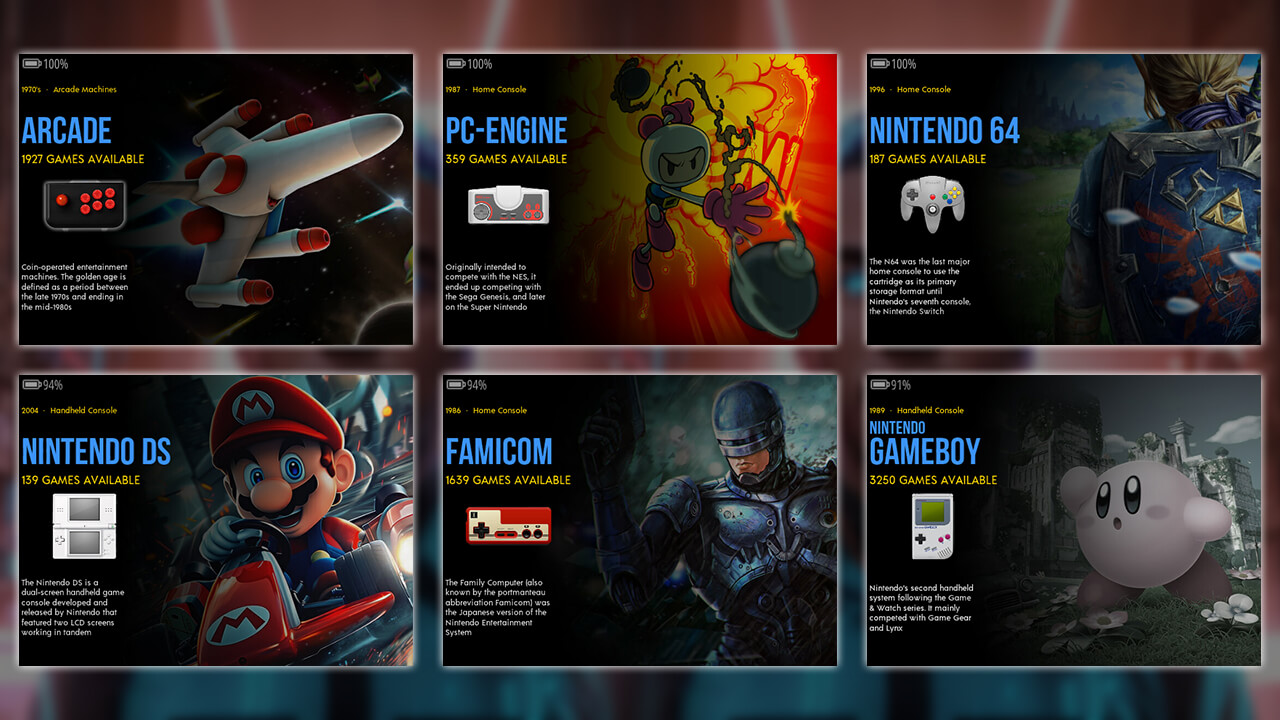 100%
1970's · Arcade Machines
ARCADE
1927 GAMES AVAILABLE
Coin-operated entertainment
machines. The golden age is
defined as a period between
the late 1970s and ending in
the mid-1980s
100%
1987 · Home Console
PC-ENGINE
359 GAMES AVAILABLE
Originally intended to
compete with the NES, it
ended up competing with
the Sega Genesis, and later
on the Super Nintendo
100%
1996 · Home Console
NINTENDO 64
187 GAMES AVAILABLE
The N64 was the last major
home console to use the
cartridge as its primary
storage format until
Nintendo's seventh console,
the Nintendo Switch
94%
2004 · Handheld Console
NINTENDO DS
139 GAMES AVAILABLE
The Nintendo DS is a
dual-screen handheld game
console developed and
released by Nintendo that
featured two LCD screens
working in tandem
M
M
94%
1986 · Home Console
FAMICOM
1639 GAMES AVAILABLE
The Family Computer (also
known by the portmanteau
abbreviation Famicom) was
the Japanese version of the
Nintendo Entertainment
System
91%
1989 · Handheld Console
NINTENDO
GAMEBOY
3250 GAMES AVAILABLE
Nintendo's second handheld
system following the Game
& Watch series. It mainly
competed with Game Gear
and Lynx